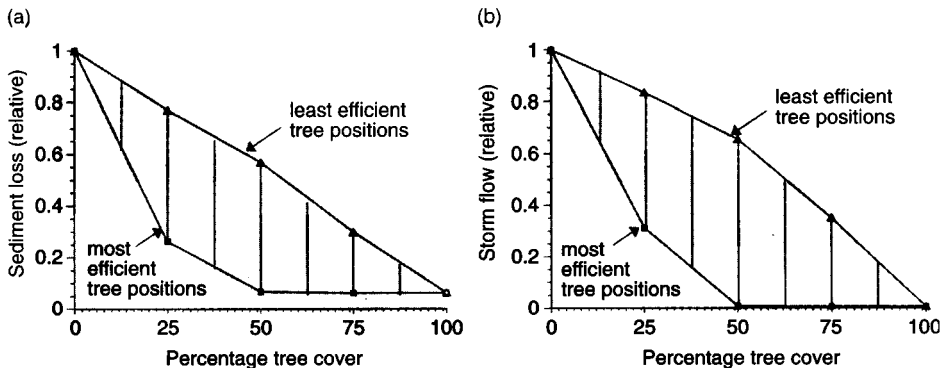 (a)
1
0.8
0.6
0.4
0.2
0
Sediment loss (relative)
least efficient
tree positions
most
efficient
tree positions
0 25 50 75 100
Percentage tree cover
(b)
1
0.8
0.6
0.4
0.2
0
Storm flow (relative)
least efficient
tree positions
most
efficient
tree positions
0 25 50 75 100
Percentage tree cover